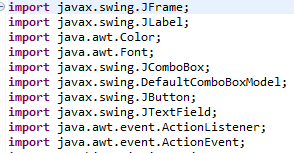 import javax.swing.JFrame;
import javax.swing.JLabel;
import java.awt.Color;
import java.awt.Font;
import javax.swing.JComboBox;
import javax.swing.DefaultComboBoxModel;
import javax.swing.JButton;
import javax.swing.JTextField;
import java.awt.event.ActionListener;
import java.awt.event.ActionEvent;